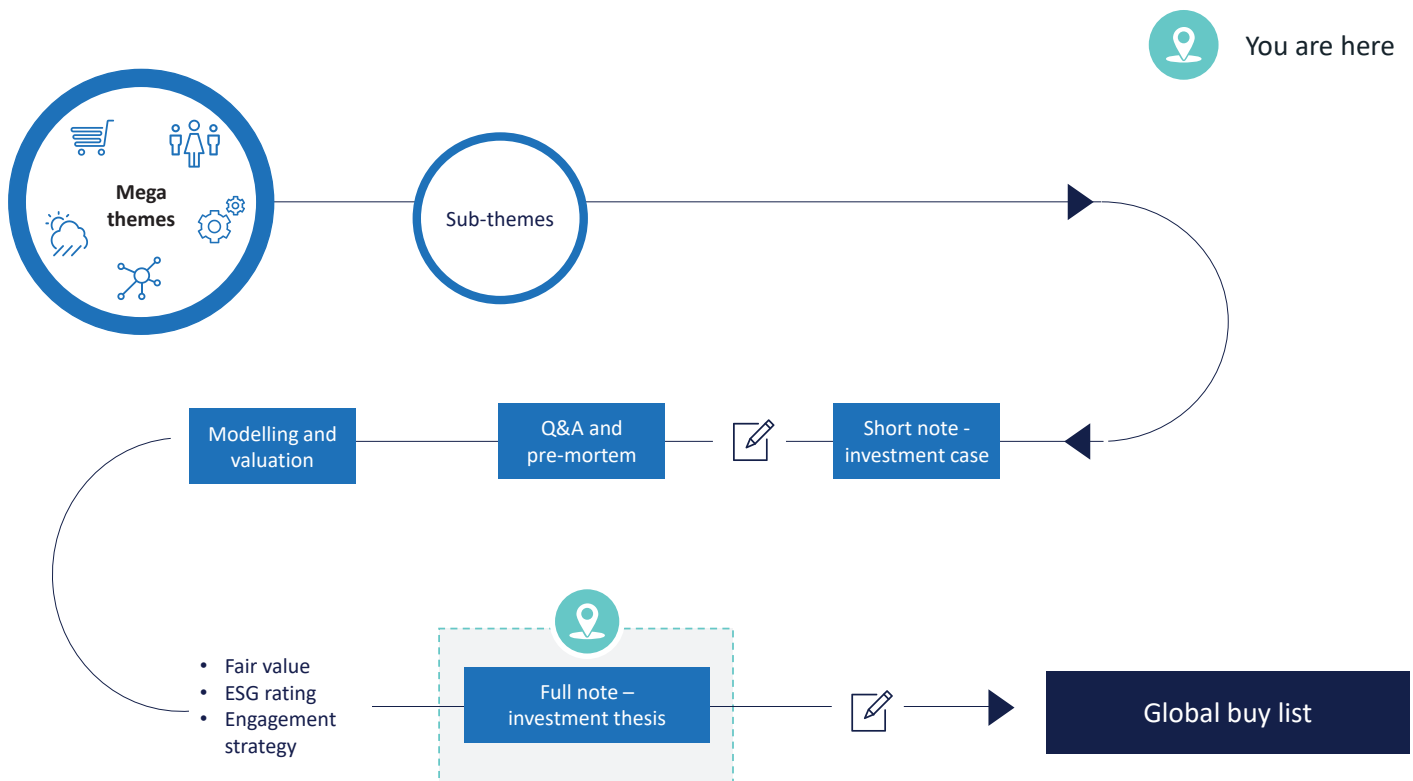 You are here
Mega
themes
Sub-themes
Modelling and
valuation
Q&A and
pre-mortem
Short note -
investment case
• Fair value
• ESG rating
• Engagement
strategy
Full note –
investment thesis
Global buy list